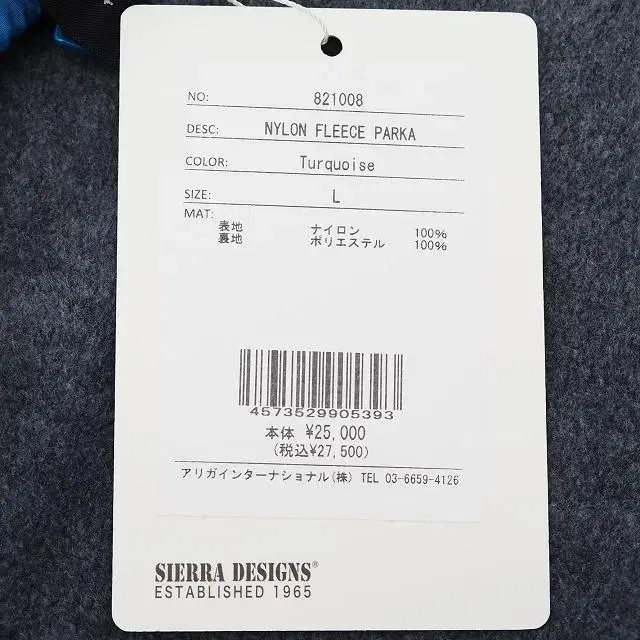 NO: 821008
DESC: NYLON FLEECE PARKA
COLOR: Turquoise
SIZE: L
MAT:
表地 ナイロン 100%
裏地 ポリエステル 100%
4573529905393
本体 ¥25,000
(税込¥27,500)
アリガインターナショナル(株) TEL 03-6659-4126
SIERRA DESIGNS®
ESTABLISHED 1965